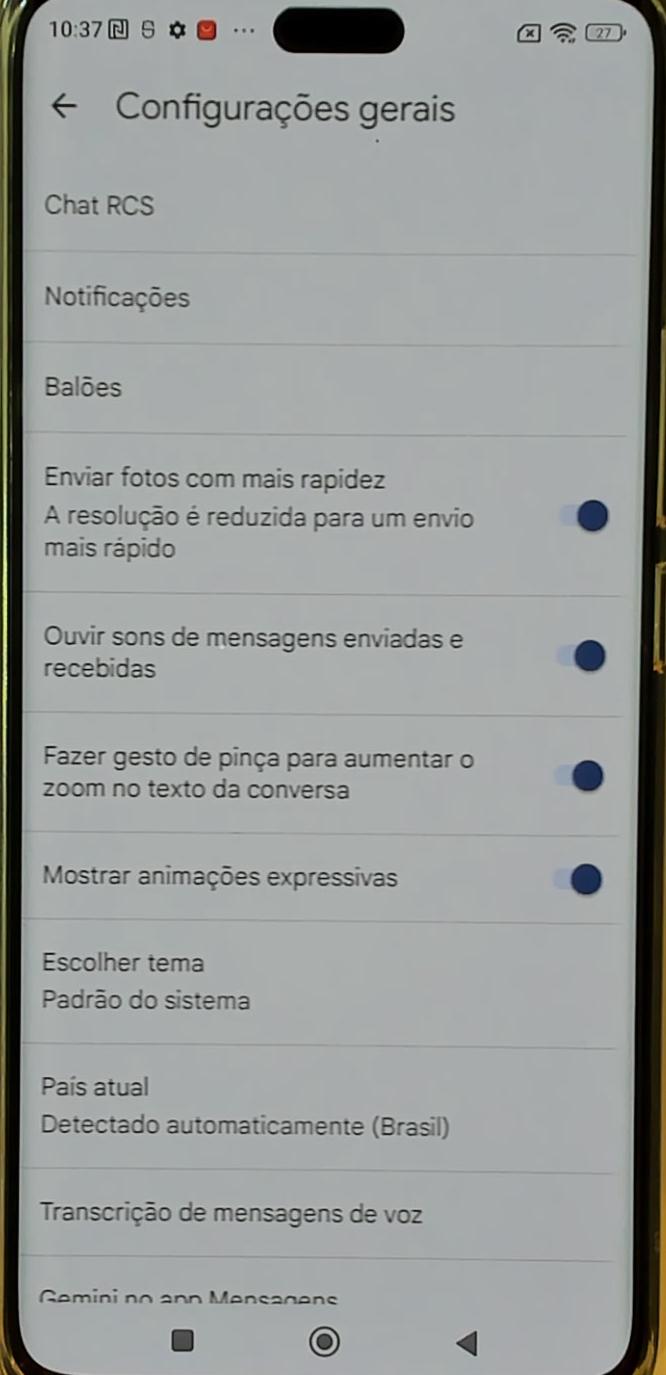 10:37
27
Configurações gerais
Chat RCS
Notificações
Balões
Enviar fotos com mais rapidez
A resolução é reduzida para um envio
mais rápido
Ouvir sons de mensagens enviadas e
recebidas
Fazer gesto de pinça para aumentar o
zoom no texto da conversa
Mostrar animações expressivas
Escolher tema
Padrão do sistema
País atual
Detectado automaticamente (Brasil)
Transcrição de mensagens de voz
Gemini no app Mensagens